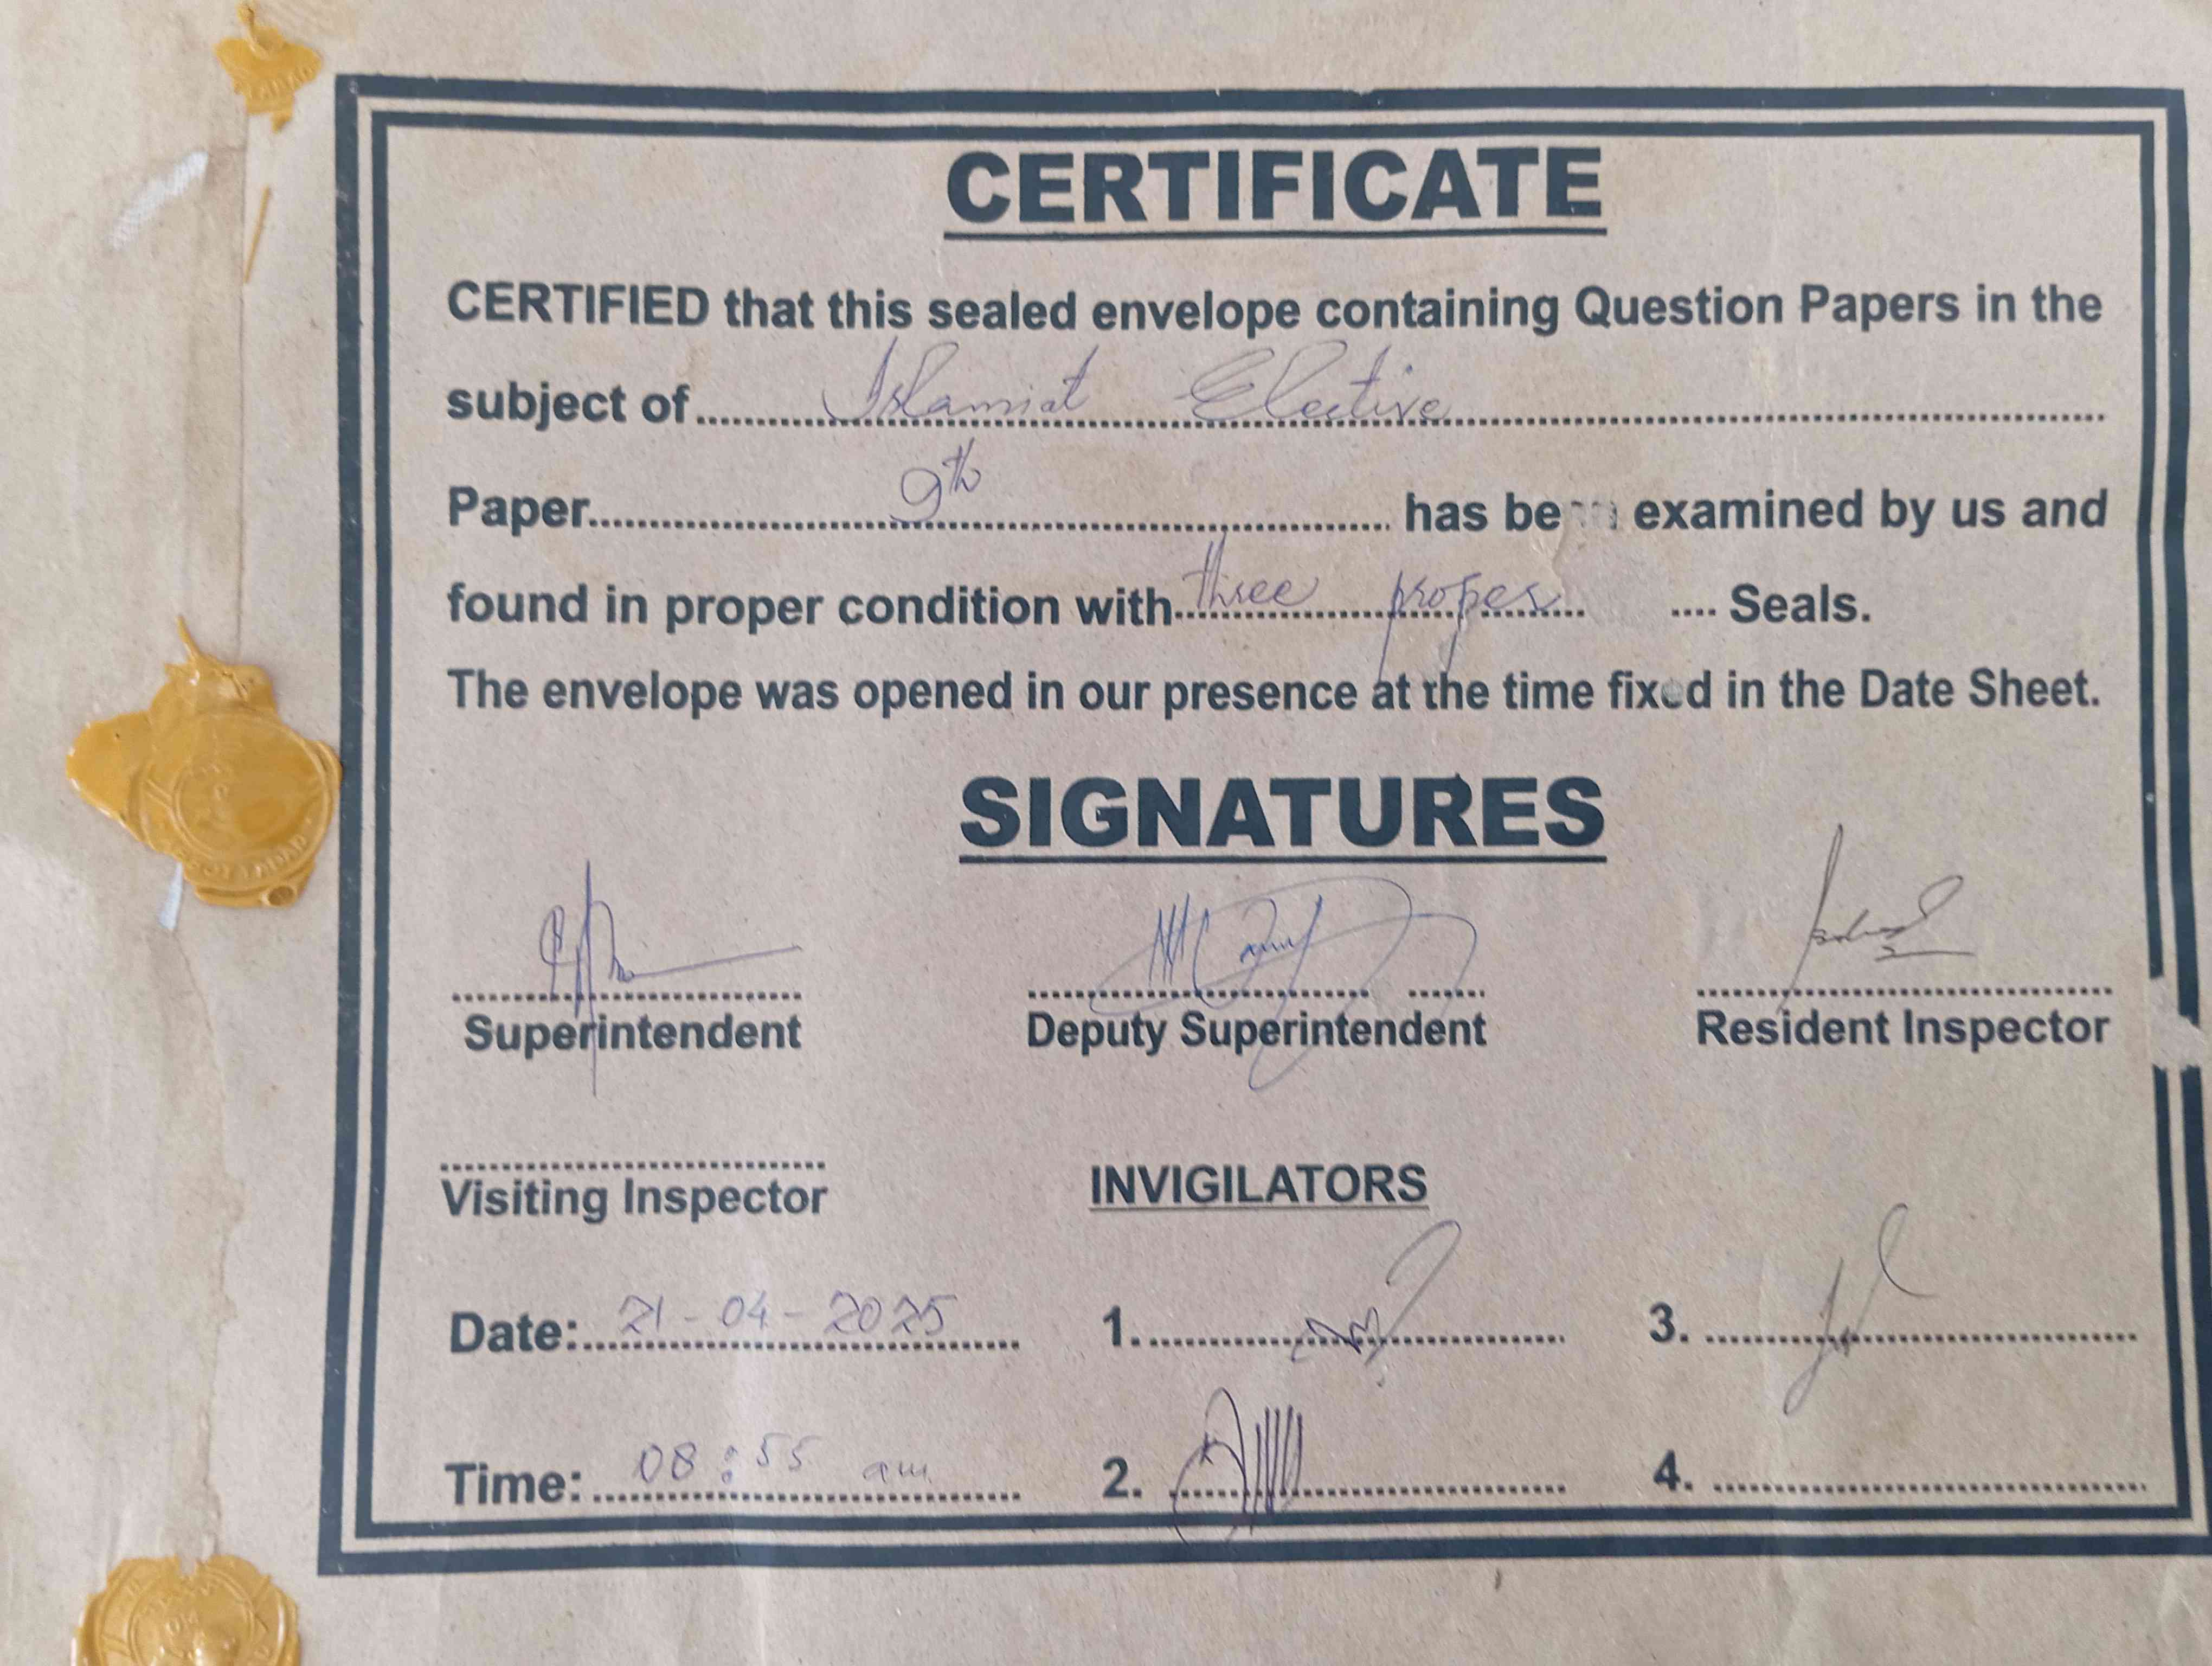 CERTIFICATE
CERTIFIED that this sealed envelope containing Question Papers in the
subject of Islamiat Elective
Paper 9th has been examined by us and
found in proper condition with three proper Seals.
The envelope was opened in our presence at the time fixed in the Date Sheet.
SIGNATURES
Superintendent Deputy Superintendent Resident Inspector
Visiting Inspector INVIGILATORS
Date: 21-04-2025 1. 3.
Time: 08:55 am 2. 4.